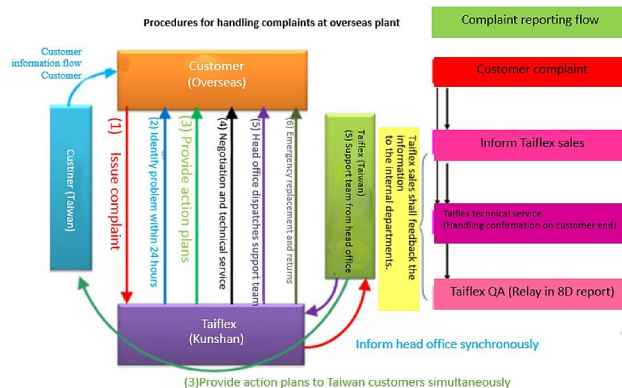 Procedures for handling complaints at overseas plant
Complaint reporting flow
Customer
information flow
Customer
Customer
(Overseas)
Custiner (Taiwan)
(1) Issue complaint
(2) Identify problem within 24 hours
(3) Provide action plans
(4) Negotiation and technical service
(5) Head office dispatches support team
(6) Emergency replacement and returns
Taiflex (Taiwan)
(5) Support team from head office
Taiflex sales shall feedback the
information
to the internal departments.
Taiflex
(Kunshan)
Inform head office synchronously
(3)Provide action plans to Taiwan customers simultaneously
Customer complaint
Inform Taiflex sales
Taiflex technical service
(Handling confirmation on customer end)
Taiflex QA (Relay in 8D report)